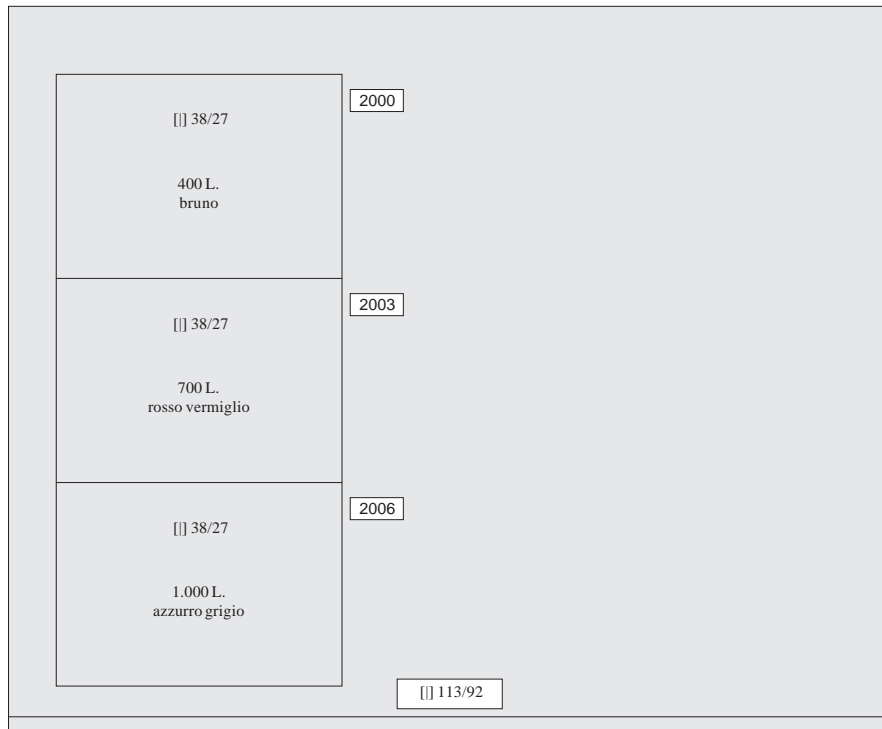 [|] 38/27
2000
400 L.
bruno
[|] 38/27
2003
700 L.
rosso vermiglio
[|] 38/27
2006
1.000 L.
azzurro grigio
[|] 113/92